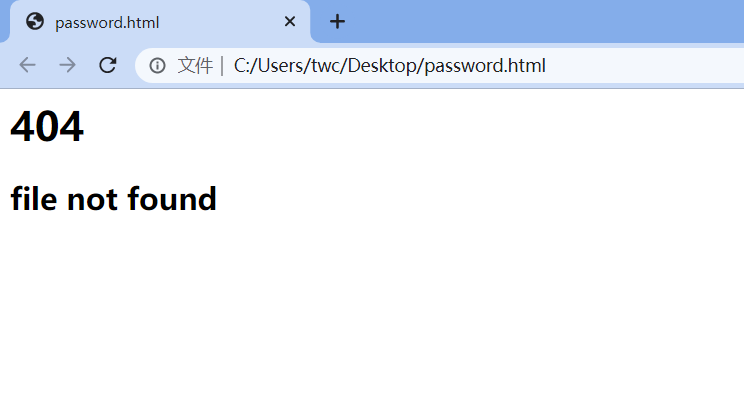 password.html
文件 | C:/Users/twc/Desktop/password.html
404
file not found